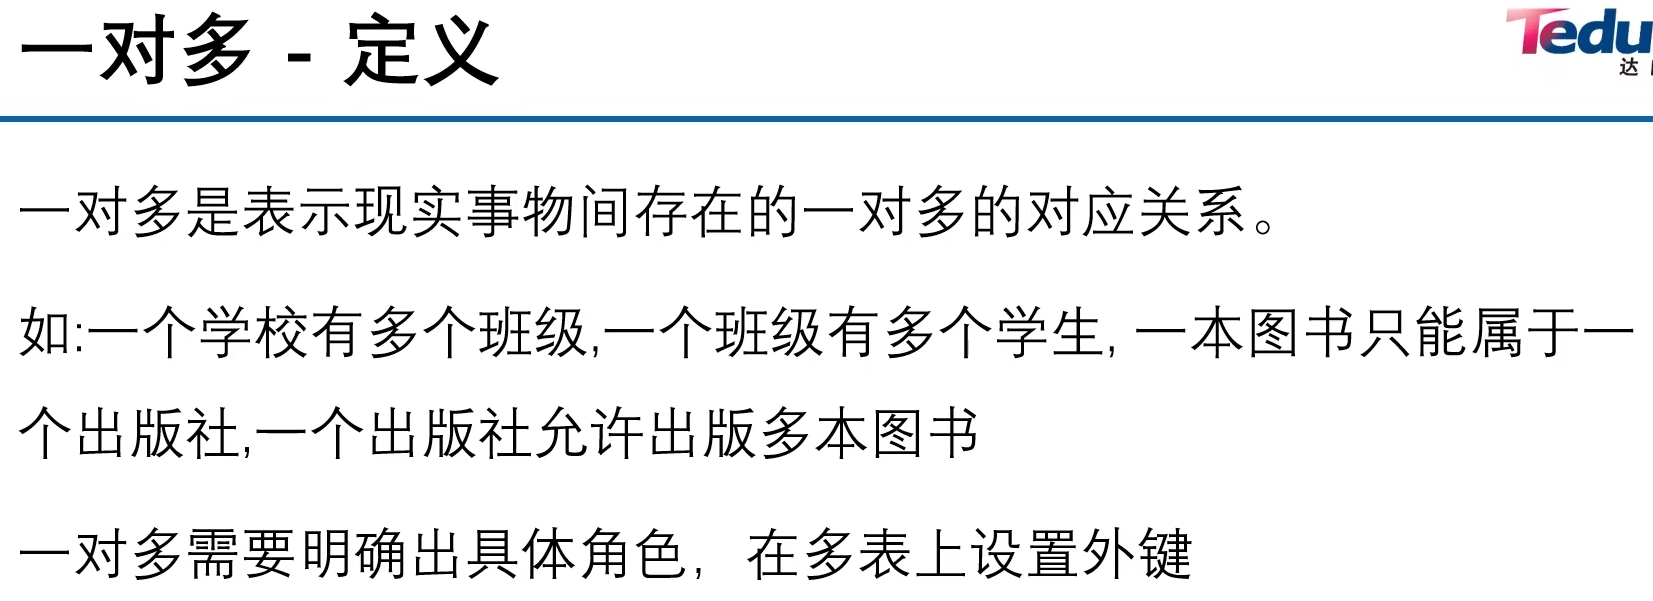 一对多 - 定义
Tedu
达
一对多是表示现实事物间存在的一对多的对应关系。
如:一个学校有多个班级,一个班级有多个学生, 一本图书只能属于一
个出版社,一个出版社允许出版多本图书
一对多需要明确出具体角色，在多表上设置外键